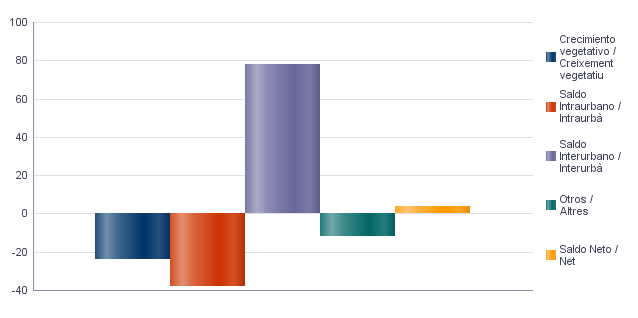 100
80
60
40
20
0
-20
-40
Crecimiento
vegetativo /
Creixement
vegetatiu
Saldo
Intraurbano /
Intraurbà
Saldo
Interurbano /
Interurbà
Otros /
Altres
Saldo Neto /
Net